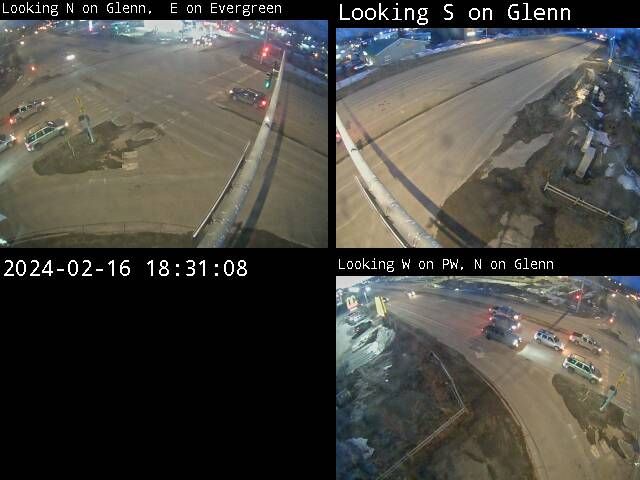 Looking N on Glenn,  E on Evergreen
Looking S on Glenn
2024-02-16 18:31:08
Looking W on PW, N on Glenn